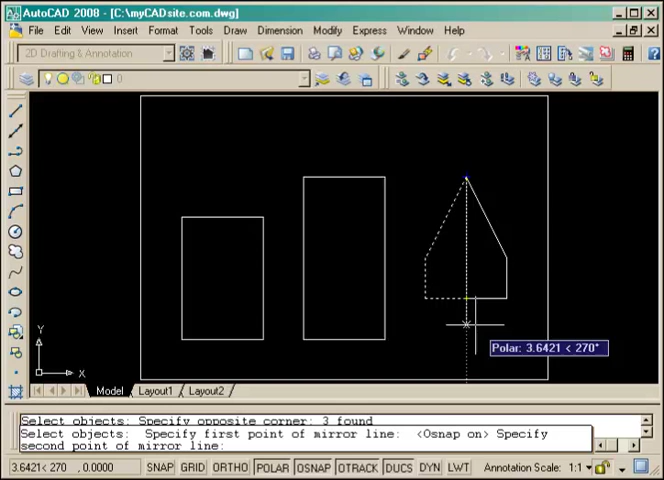 AutoCAD 2008 - [C:\myCADsite.com.dwg]
File Edit View Insert Format Tools Draw Dimension Modify Express Window Help
2D Drafting & Annotation
0
Polar: 3.6421 < 270°
Y
X
Model Layout1 Layout2
Select objects: Specify opposite corner: 3 found
Select objects:  Specify first point of mirror line:  <Osnap on> Specify
second point of mirror line:
3.6421< 270 , 0.0000 SNAP GRID ORTHO POLAR OSNAP OTRACK DUCS DYN LWT Annotation Scale: 1:1